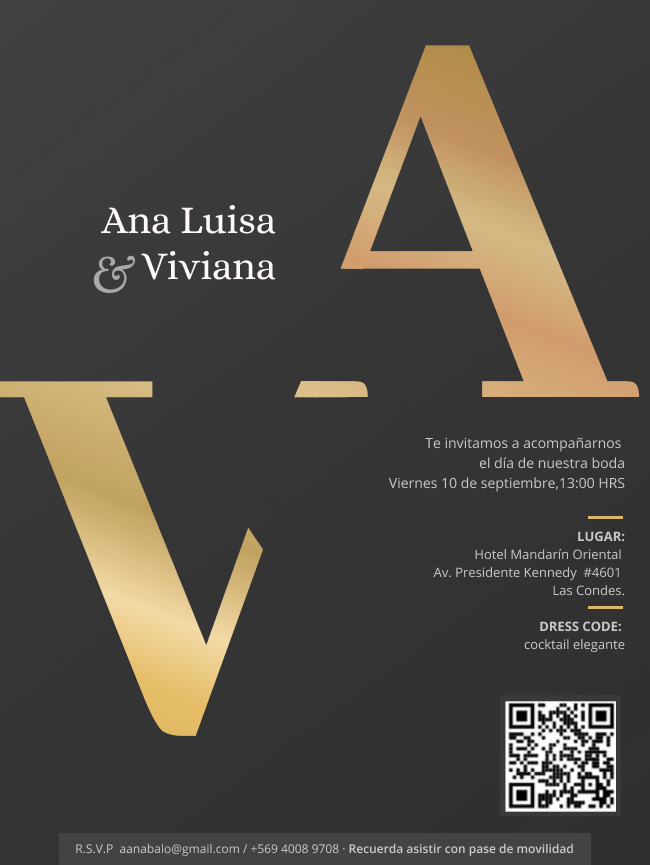 A
Ana Luisa
& Viviana
V
Te invitamos a acompañarnos
el día de nuestra boda
Viernes 10 de septiembre,13:00 HRS
LUGAR:
Hotel Mandarín Oriental
Av. Presidente Kennedy #4601
Las Condes.
DRESS CODE:
cocktail elegante
R.S.V.P aanabalo@gmail.com / +569 4008 9708 · Recuerda asistir con pase de movilidad